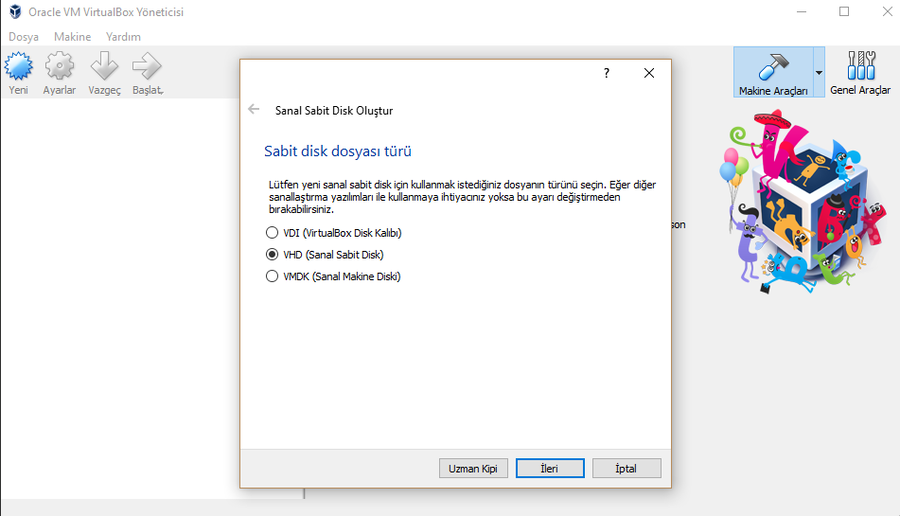 Oracle VM VirtualBox Yöneticisi
Dosya Makine Yardım
Yeni Ayarlar Vazgeç Başlat.
Makine Araçları Genel Araçlar
?
Sanal Sabit Disk Oluştur
Sabit disk dosyası türü
Lütfen yeni sanal sabit disk için kullanmak istediğiniz dosyanın türünü seçin. Eğer diğer
sanallaştırma yazılımları ile kullanmaya ihtiyacınız yoksa bu ayarı değiştirmeden
bırakabilirsiniz.
son
VDI (VirtualBox Disk Kalıbı)
VHD (Sanal Sabit Disk)
VMDK (Sanal Makine Diski)
Uzman Kipi İleri İptal